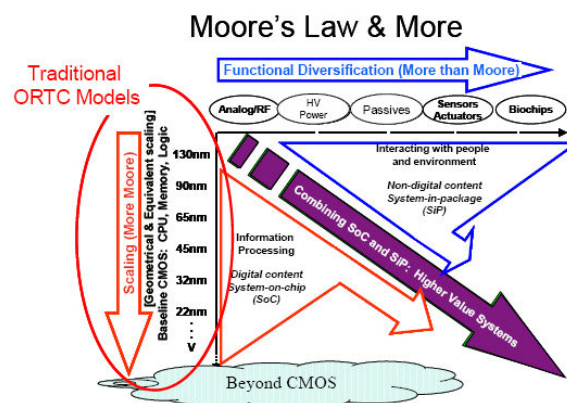 Moore's Law & More
Traditional
ORTC Models
Functional Diversification (More than Moore)
Analog/RF
HV
Power
Passives
Sensors
Actuators
Biochips
Scaling (More Moore)
[Geometrical & Equivalent scaling]
Baseline CMOS: CPU, Memory, Logic
130nm
90nm
65nm
45nm
32nm
22nm
V
Interacting with people
and environment
Non-digital content
System-in-package
(SiP)
Combining SoC and SiP: Higher Value Systems
Information
Processing
Digital content
System-on-chip
(SoC)
Beyond CMOS